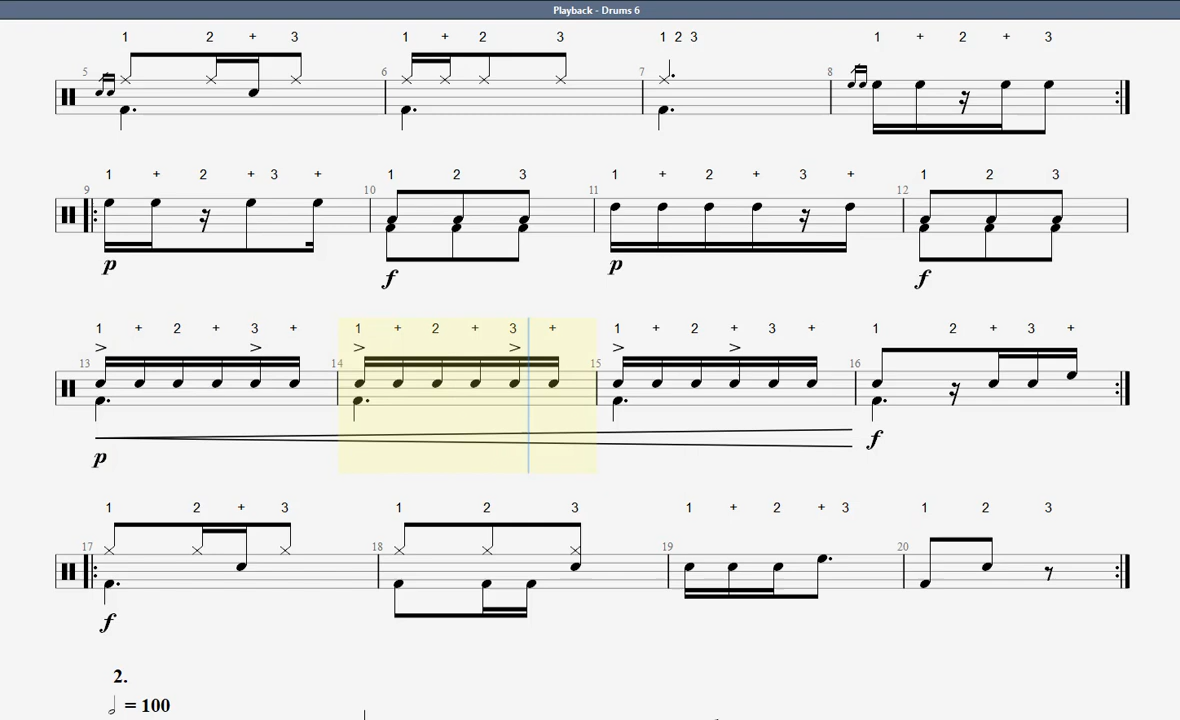 Playback - Drums 6
1 2 + 3 1 + 2 3 1 2 3 1 + 2 + 3
5 6 7 8
1 + 2 + 3 + 1 2 3 1 + 2 + 3 + 1 2 3
9 10 11 12
p f p f
1 + 2 + 3 + 1 + 2 + 3 + 1 + 2 + 3 + 1 2 + 3 +
> > > > > >
13 14 15 16
p f
1 2 + 3 1 2 3 1 + 2 + 3 1 2 3
17 18 19 20
f
2.
= 100